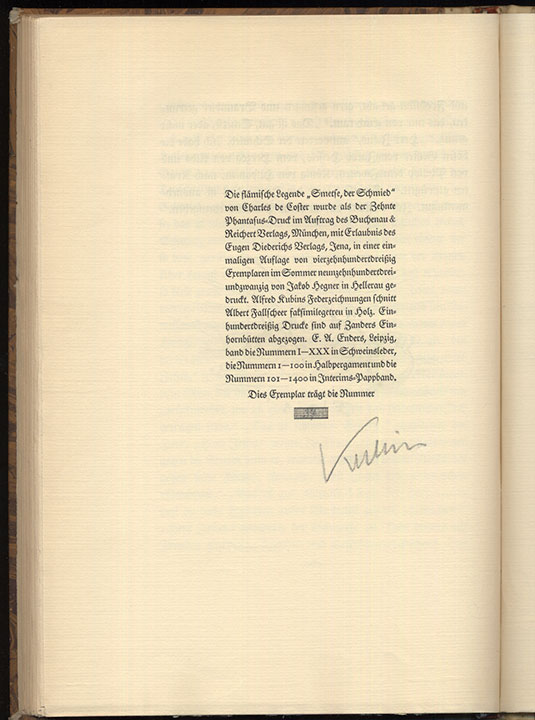 Die flämische Legende „Smetse, der Schmied“
von Charles de Coster wurde als der Zehnte
Phantasus-Druck im Auftrag des Buchenau &
Reichert Verlags, München, mit Erlaubnis des
Eugen Diederichs Verlags, Jena, in einer ein-
maligen Auflage von vierzehnhundertdreißig
Exemplaren im Sommer neunzehnhundertdrei-
undzwanzig von Jakob Hegner in Hellerau ge-
druckt. Alfred Kubins Federzeichnungen schnitt
Albert Fallscheer faksimilegetreu in Holz. Ein-
hundertdreißig Drucke sind auf Zanders Ein-
hornbütten abgezogen. E. A. Enders, Leipzig,
band die Nummern I—XXX in Schweinsleder,
die Nummern 1—100 in Halbpergament und die
Nummern 101—1400 in Interims-Pappband.
Dies Exemplar trägt die Nummer
Kubin